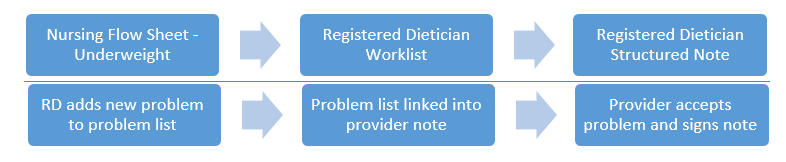 Nursing Flow Sheet -
Underweight
Registered Dietician
Worklist
Registered Dietician
Structured Note
RD adds new problem
to problem list
Problem list linked into
provider note
Provider accepts
problem and signs note